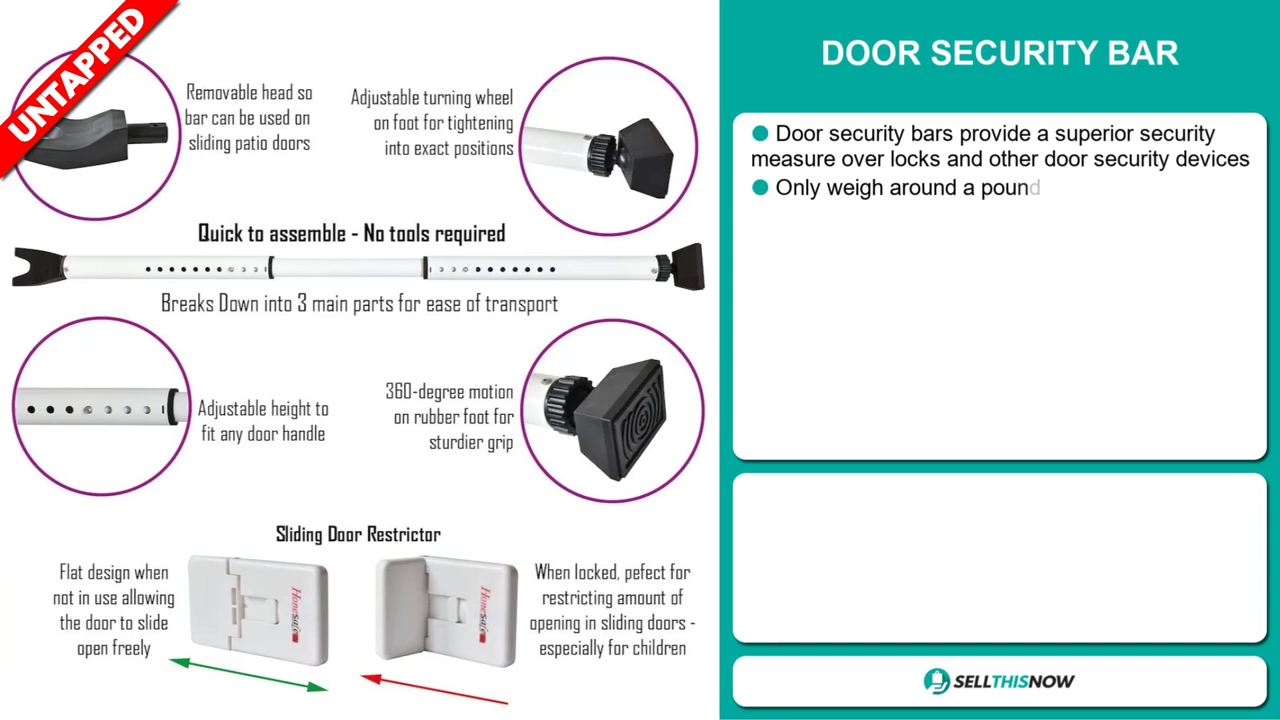 UNTAPPED
Removable head so
bar can be used on
sliding patio doors
Adjustable turning wheel
on foot for tightening
into exact positions
Quick to assemble - No tools required
Breaks Down into 3 main parts for ease of transport
Adjustable height to
fit any door handle
360-degree motion
on rubber foot for
sturdier grip
Sliding Door Restrictor
Flat design when
not in use allowing
the door to slide
open freely
When locked, pefect for
restricting amount of
opening in sliding doors -
especially for children
DOOR SECURITY BAR
Door security bars provide a superior security
measure over locks and other door security devices
Only weigh around a pound
SELLTHISNOW